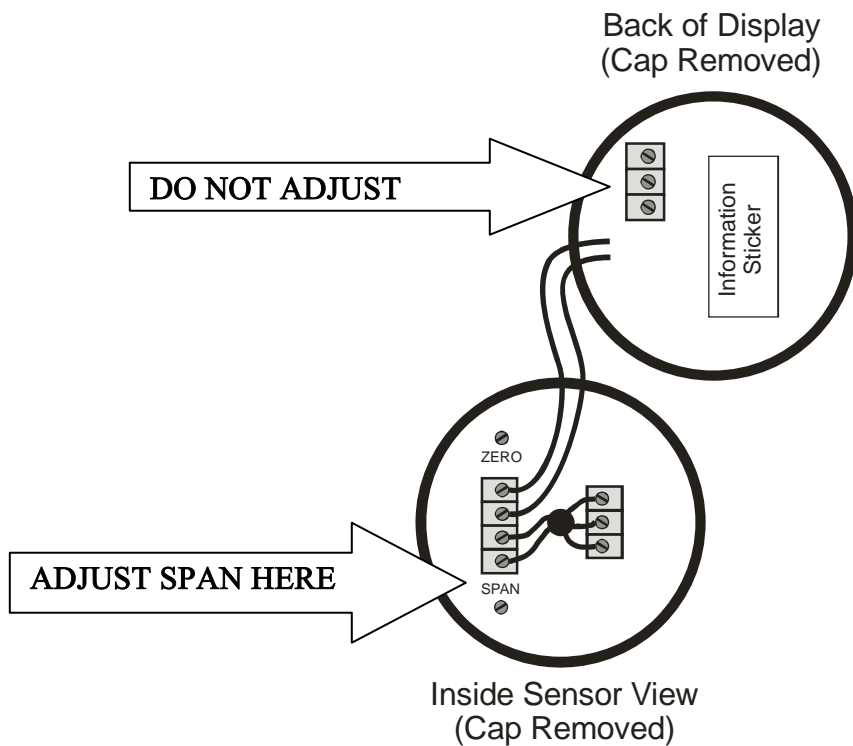 Back of Display
(Cap Removed)
DO NOT ADJUST
Information
Sticker
ZERO
ADJUST SPAN HERE
SPAN
Inside Sensor View
(Cap Removed)